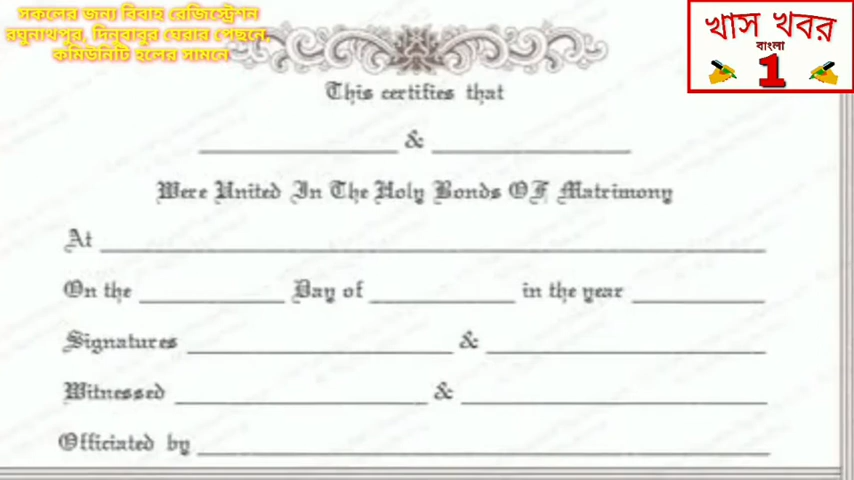 সকলের জন্য বিবাহ রেজিস্ট্রেশন
রঘুনাথপুর, দিনুবাবুর ঘেরার পেছনে
কমিউনিটি হলের সামনে
খাস খবর
বাংলা
1
This certifies that
&
Were United In The Holy Bonds OF Matrimony
At
On the Day of in the year
Signatures &
Witnessed &
Officiated by